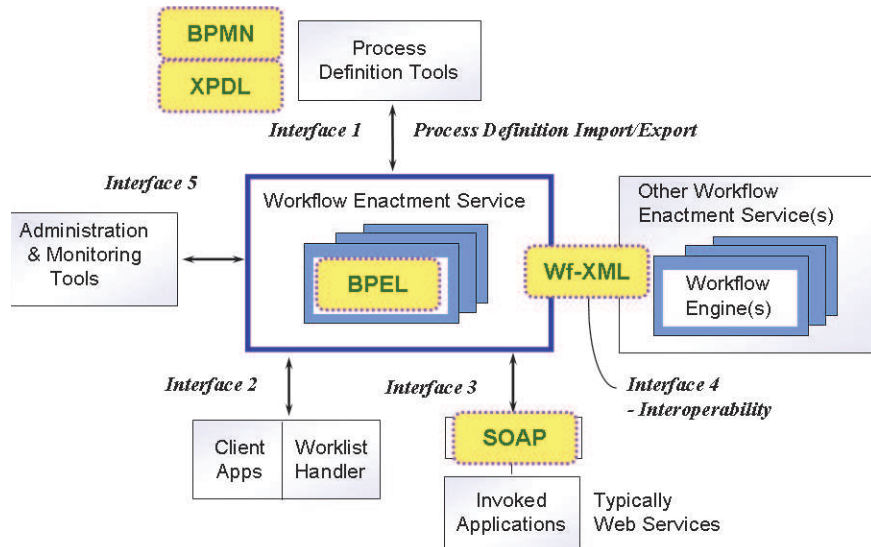 BPMN
XPDL
Process
Definition Tools
Interface 1
Process Definition Import/Export
Interface 5
Administration
& Monitoring
Tools
Workflow Enactment Service
BPEL
Wf-XML
Other Workflow
Enactment Service(s)
Workflow
Engine(s)
Interface 2
Interface 3
Interface 4
- Interoperability
Client
Apps
Worklist
Handler
SOAP
Invoked
Applications
Typically
Web Services